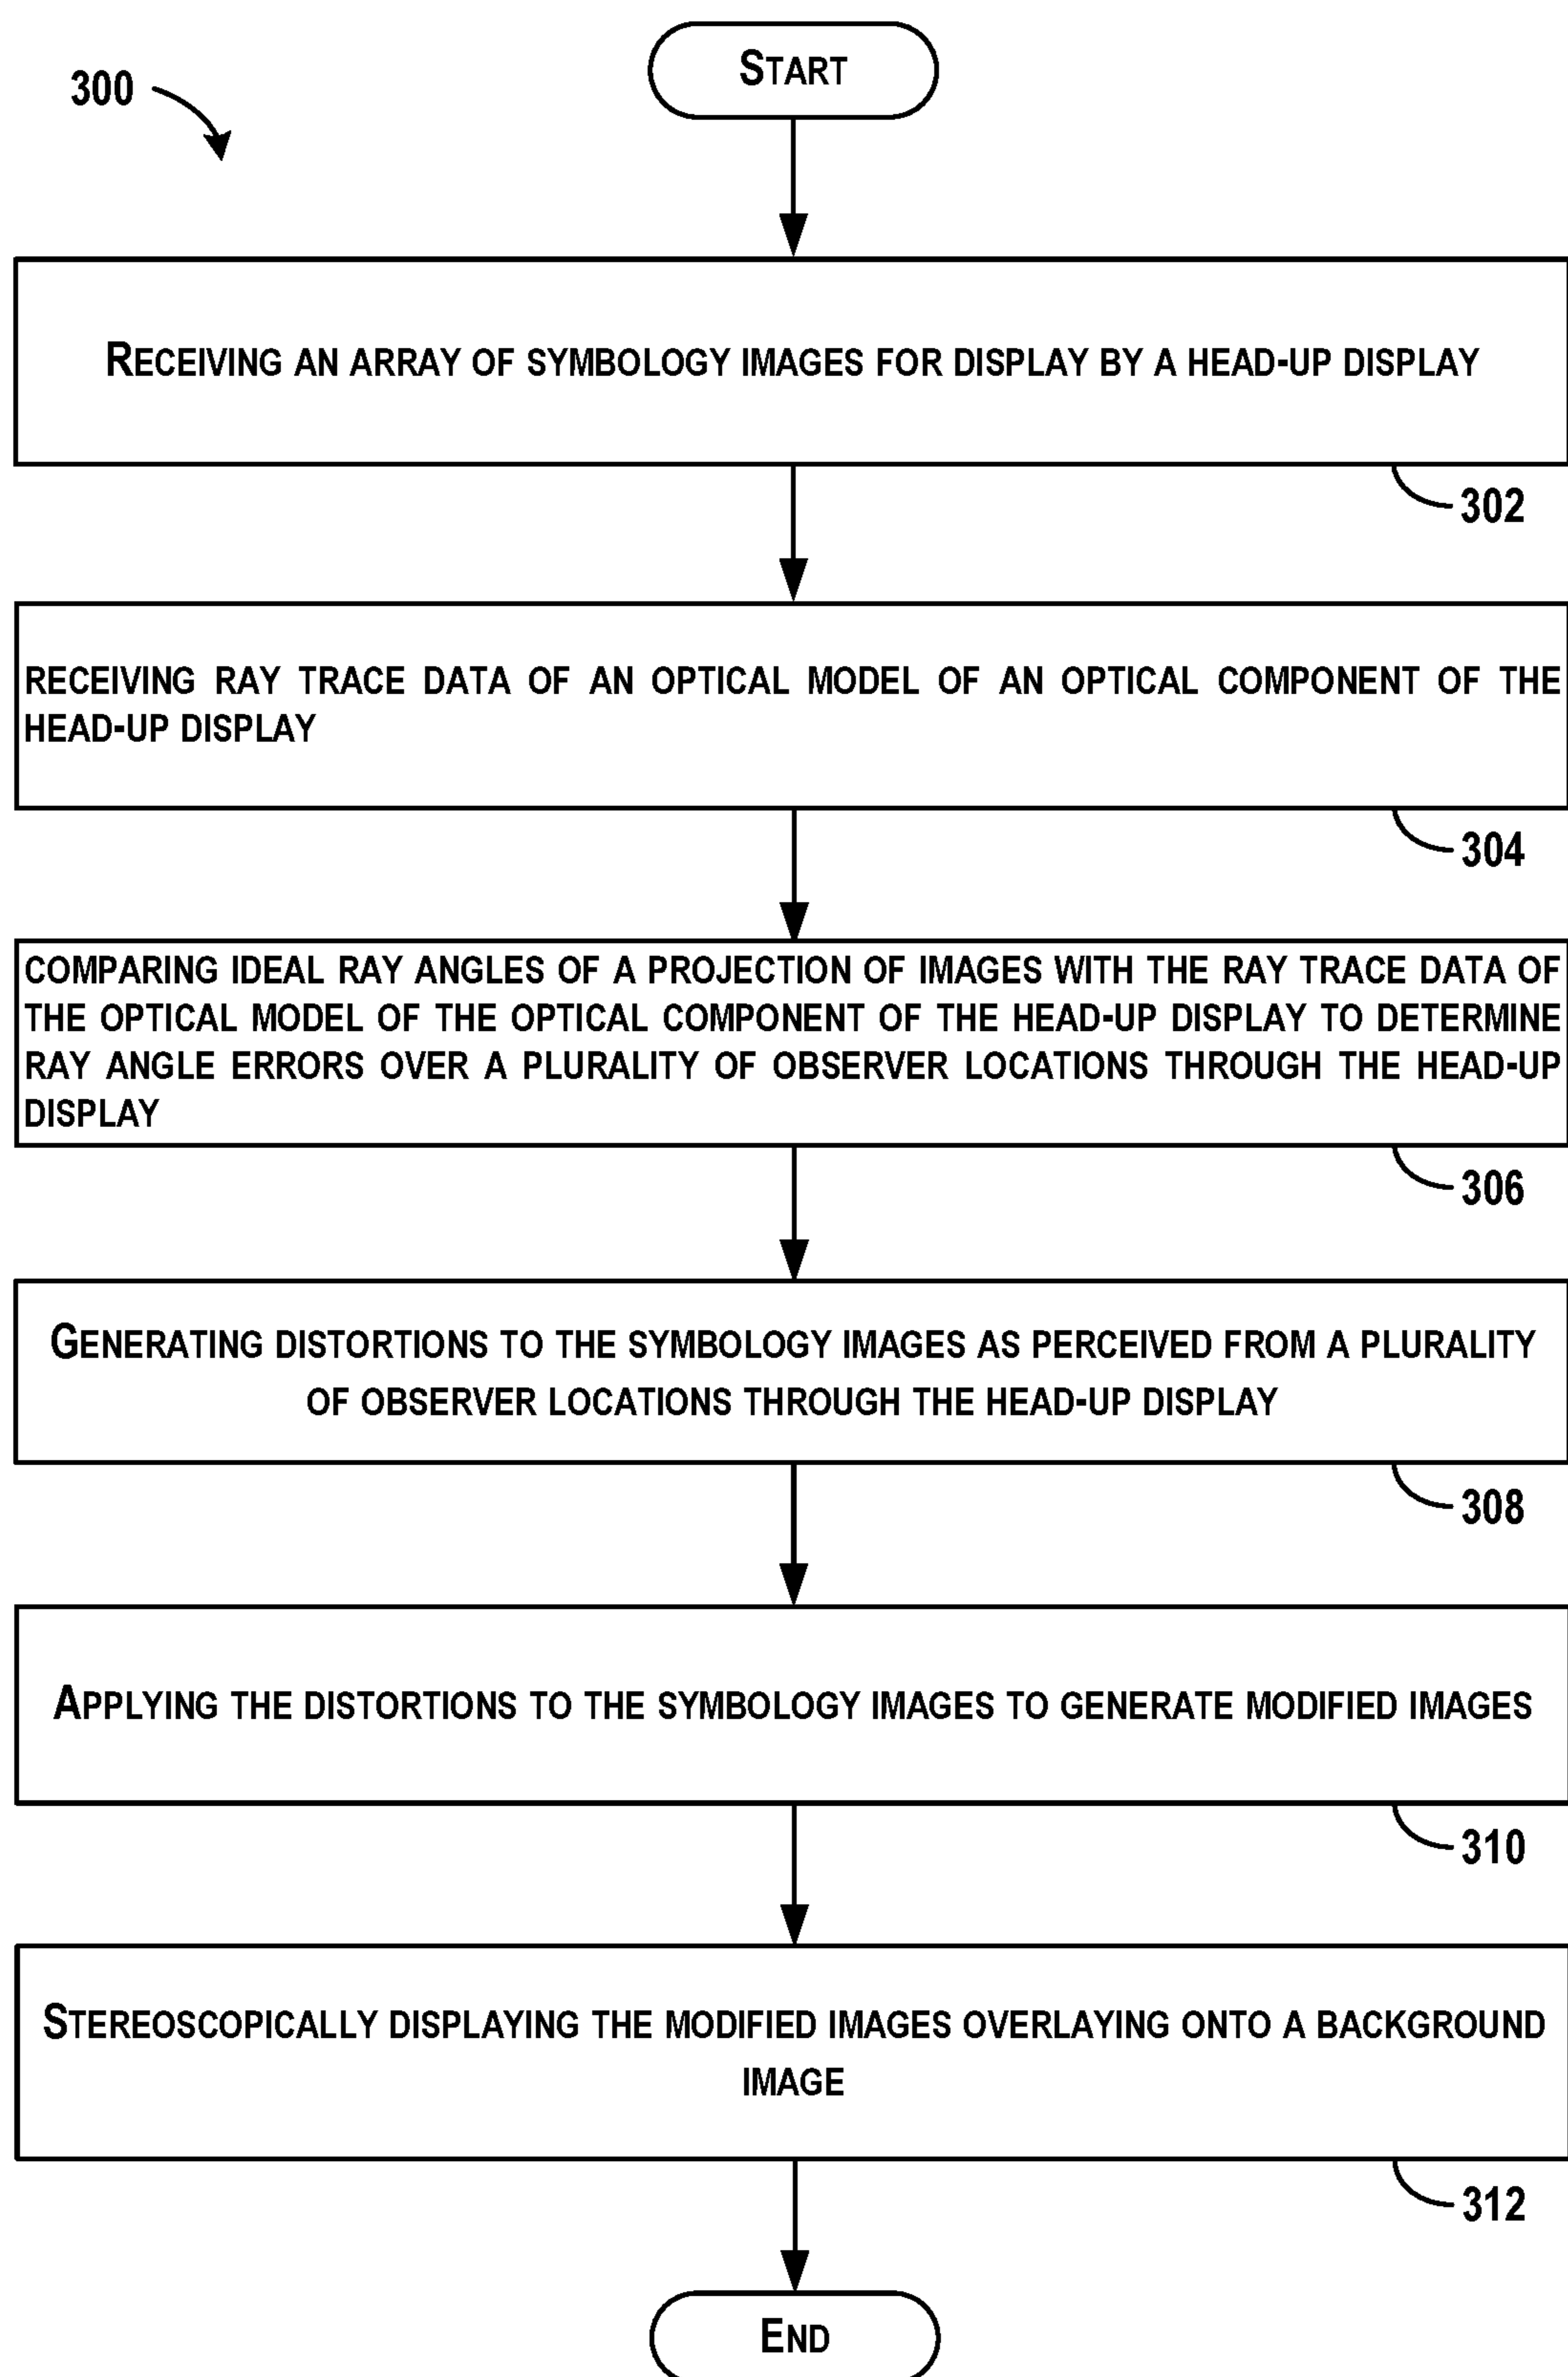 START
300
RECEIVING AN ARRAY OF SYMBOLOGY IMAGES FOR DISPLAY BY A HEAD-UP DISPLAY
302
RECEIVING RAY TRACE DATA OF AN OPTICAL MODEL OF AN OPTICAL COMPONENT OF THE
HEAD-UP DISPLAY
304
COMPARING IDEAL RAY ANGLES OF A PROJECTION OF IMAGES WITH THE RAY TRACE DATA OF
THE OPTICAL MODEL OF THE OPTICAL COMPONENT OF THE HEAD-UP DISPLAY TO DETERMINE
RAY ANGLE ERRORS OVER A PLURALITY OF OBSERVER LOCATIONS THROUGH THE HEAD-UP
DISPLAY
306
GENERATING DISTORTIONS TO THE SYMBOLOGY IMAGES AS PERCEIVED FROM A PLURALITY
OF OBSERVER LOCATIONS THROUGH THE HEAD-UP DISPLAY
308
APPLYING THE DISTORTIONS TO THE SYMBOLOGY IMAGES TO GENERATE MODIFIED IMAGES
310
STEREOSCOPICALLY DISPLAYING THE MODIFIED IMAGES OVERLAYING ONTO A BACKGROUND
IMAGE
312
END